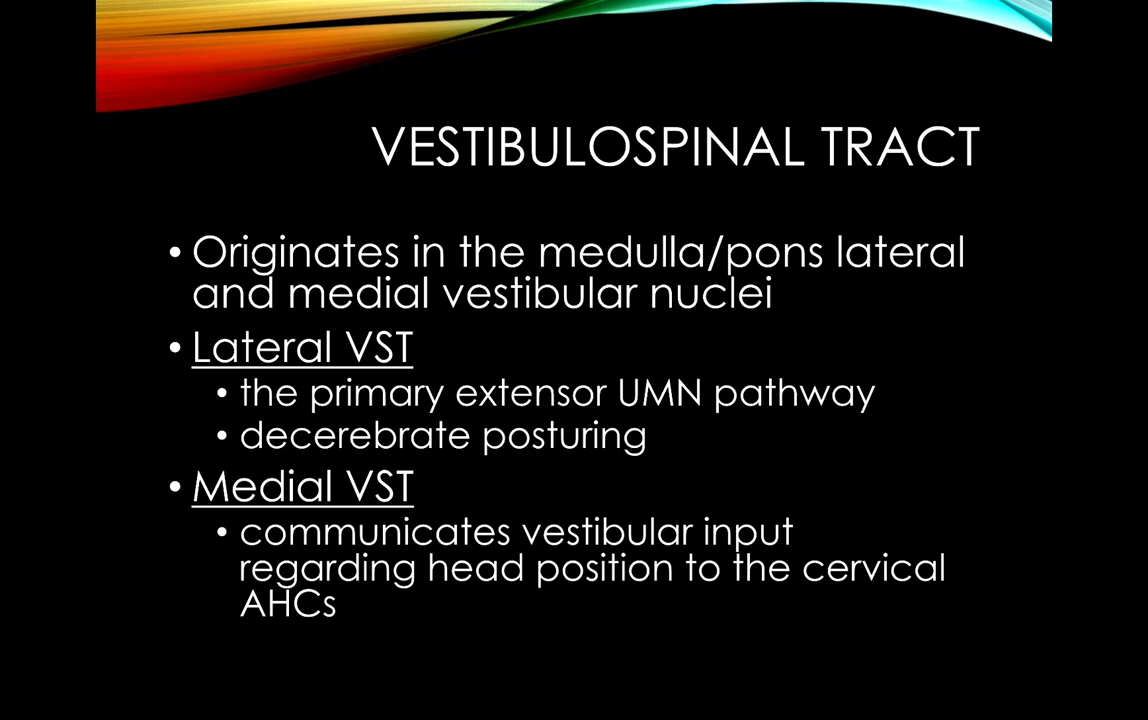 VESTIBULOSPINAL TRACT
• Originates in the medulla/pons lateral
and medial vestibular nuclei
• Lateral VST
• the primary extensor UMN pathway
• decerebrate posturing
• Medial VST
• communicates vestibular input
regarding head position to the cervical
AHCs